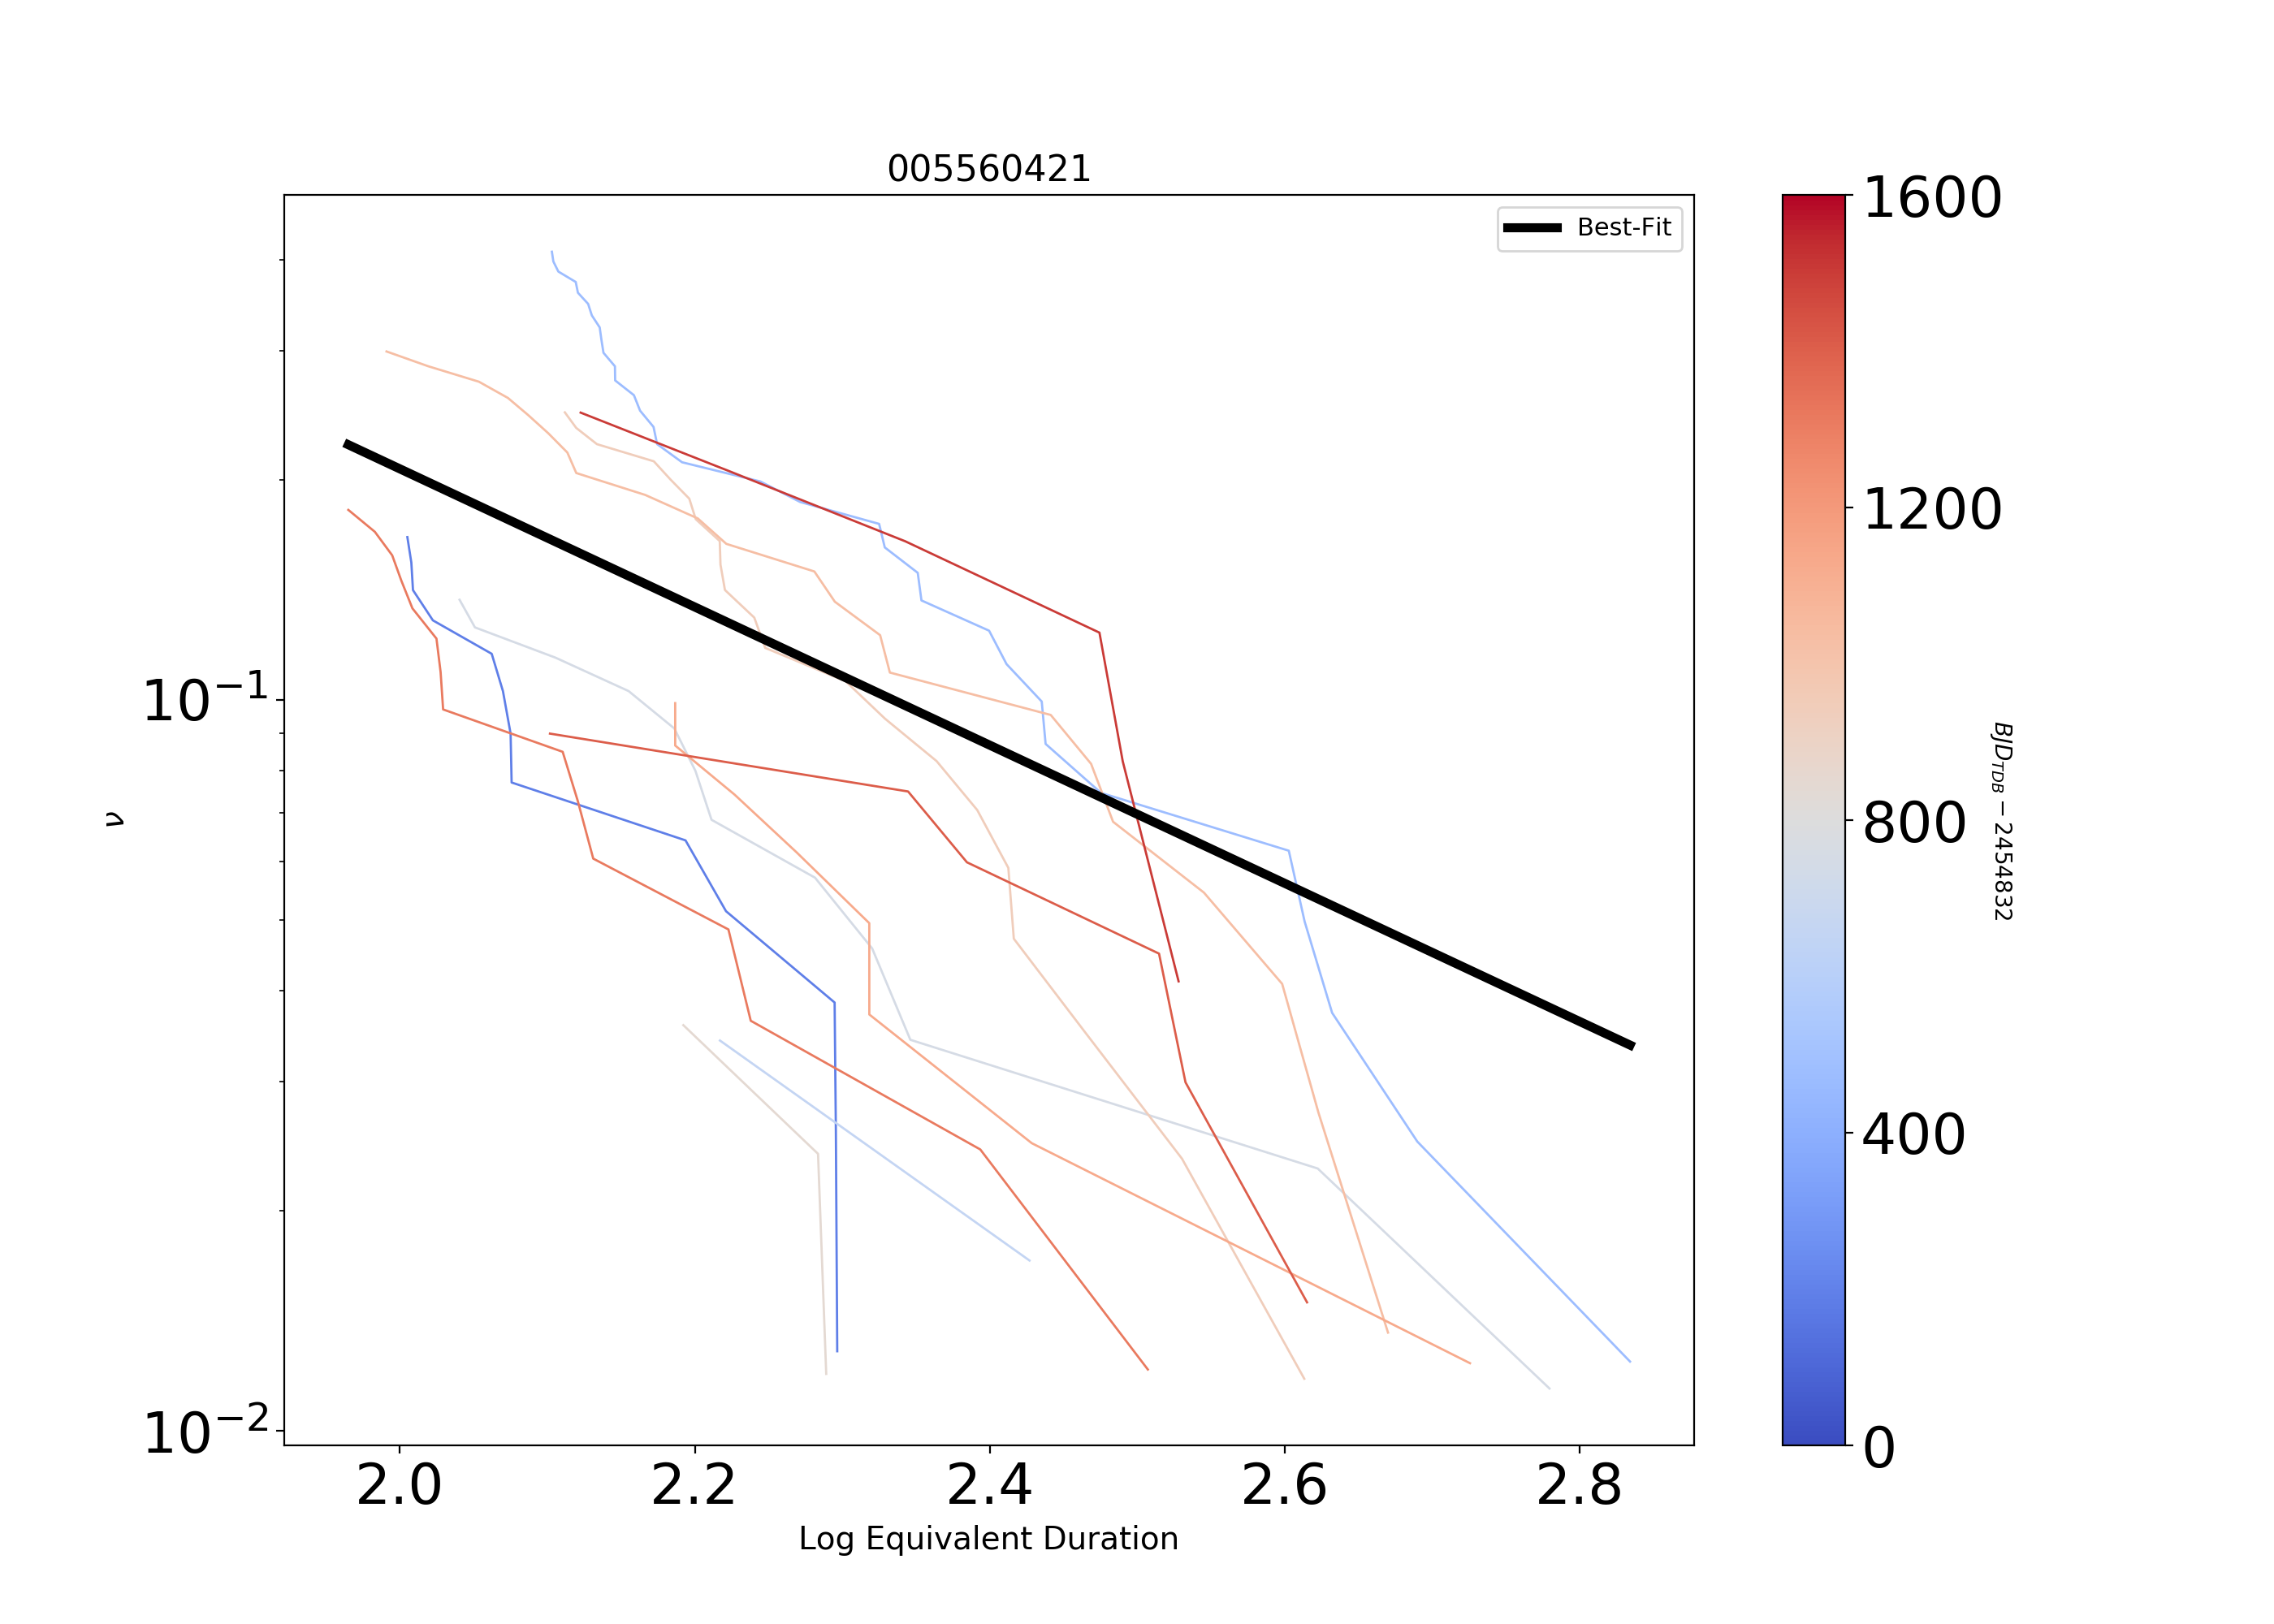 005560421
Best-Fit
ν
10⁻¹
10⁻²
2.0 2.2 2.4 2.6 2.8
Log Equivalent Duration
1600
1200
800
400
0
BJD_TDB − 2454832